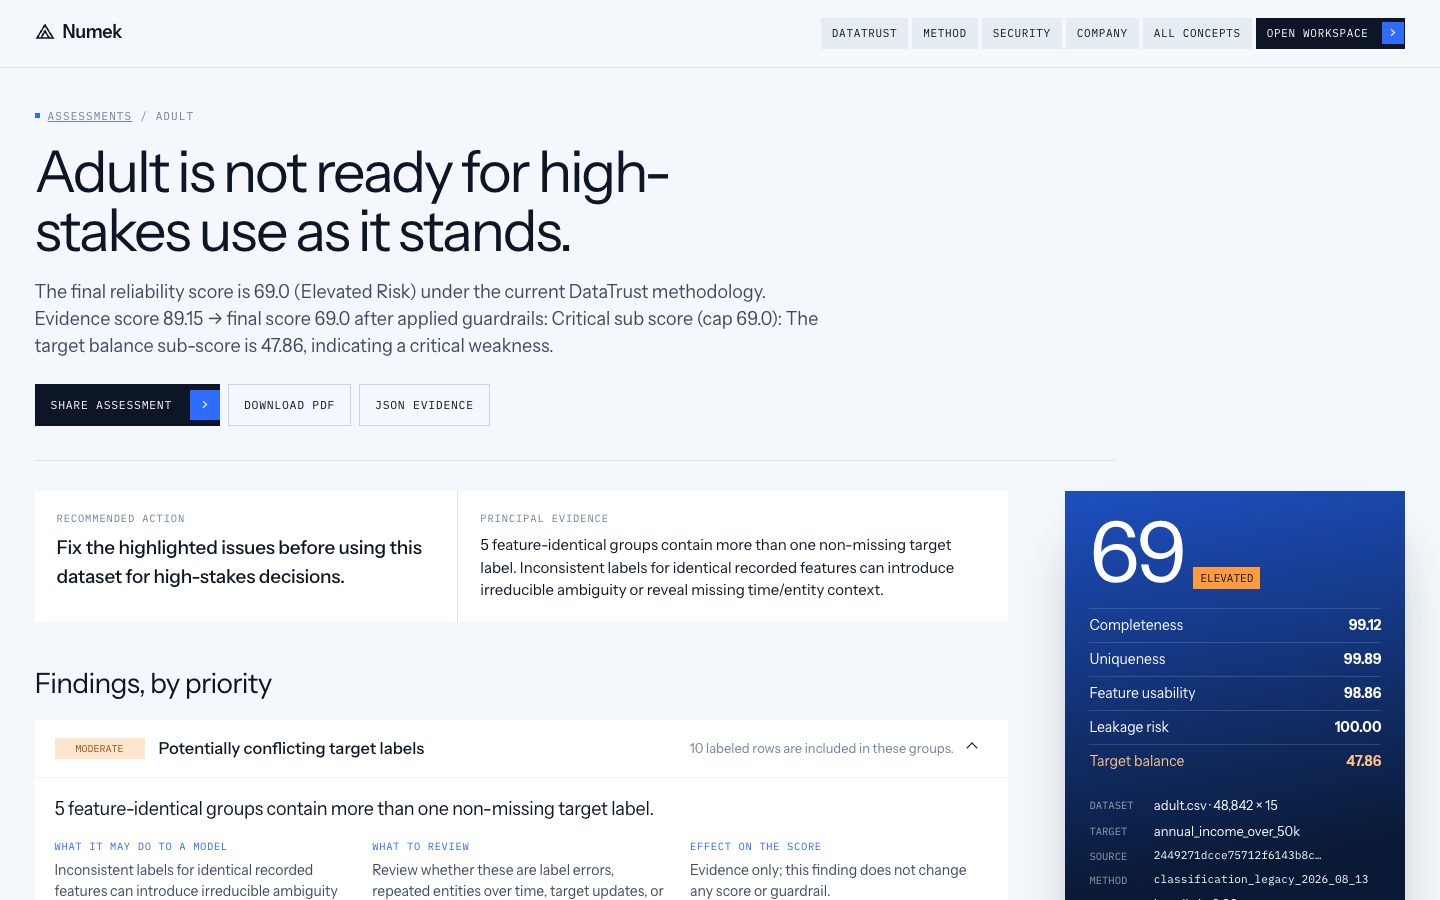 Numek
DATATRUST
METHOD
SECURITY
COMPANY
ALL CONCEPTS
OPEN WORKSPACE
ASSESSMENTS / ADULT
Adult is not ready for high-
stakes use as it stands.
The final reliability score is 69.0 (Elevated Risk) under the current DataTrust methodology.
Evidence score 89.15 → final score 69.0 after applied guardrails: Critical sub score (cap 69.0): The
target balance sub-score is 47.86, indicating a critical weakness.
SHARE ASSESSMENT
DOWNLOAD PDF
JSON EVIDENCE
RECOMMENDED ACTION
Fix the highlighted issues before using this
dataset for high-stakes decisions.
PRINCIPAL EVIDENCE
5 feature-identical groups contain more than one non-missing target
label. Inconsistent labels for identical recorded features can introduce
irreducible ambiguity or reveal missing time/entity context.
Findings, by priority
MODERATE
Potentially conflicting target labels
10 labeled rows are included in these groups.
5 feature-identical groups contain more than one non-missing target label.
WHAT IT MAY DO TO A MODEL
Inconsistent labels for identical recorded
features can introduce irreducible ambiguity
WHAT TO REVIEW
Review whether these are label errors,
repeated entities over time, target updates, or
EFFECT ON THE SCORE
Evidence only; this finding does not change
any score or guardrail.
69
ELEVATED
Completeness 99.12
Uniqueness 99.89
Feature usability 98.86
Leakage risk 100.00
Target balance 47.86
DATASET adult.csv · 48,842 × 15
TARGET annual_income_over_50k
SOURCE 2449271dcce75712f6143b8c…
METHOD classification_legacy_2026_08_13